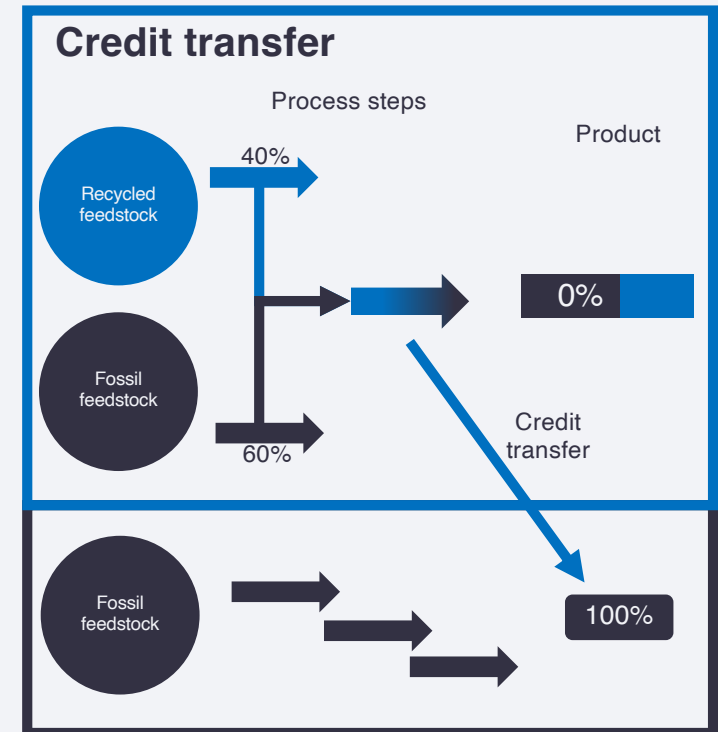 Credit transfer
Process steps
Product
40%
Recycled
feedstock
0%
Fossil
feedstock
60%
Credit
transfer
Fossil
feedstock
100%